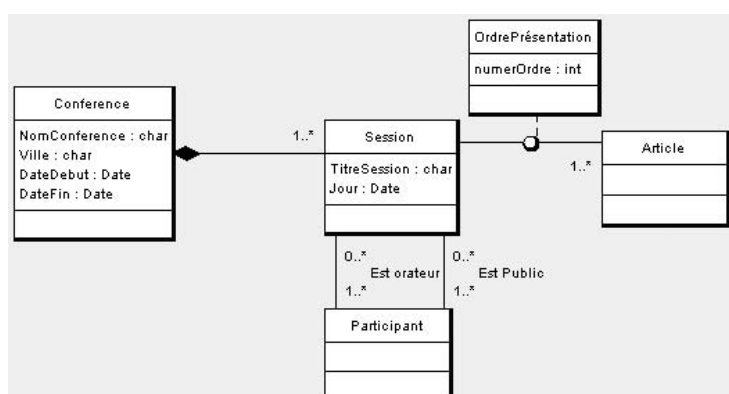 OrdrePrésentation
numerOrdre : int
Conference
NomConference : char
Ville : char
DateDebut : Date
DateFin : Date
1..*
Session
TitreSession : char
Jour : Date
1..*
Article
0..*
Est orateur
1..*
0..*
Est Public
1..*
Participant